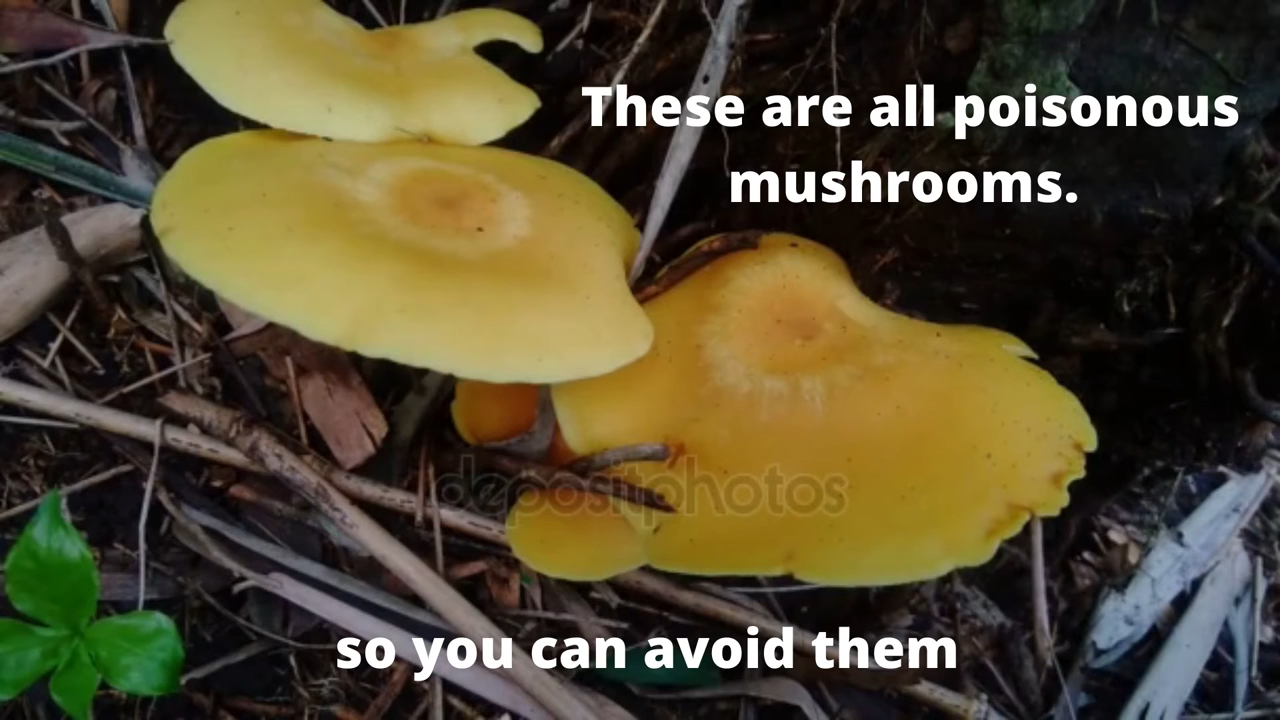 These are all poisonous
mushrooms.
depositphotos
so you can avoid them